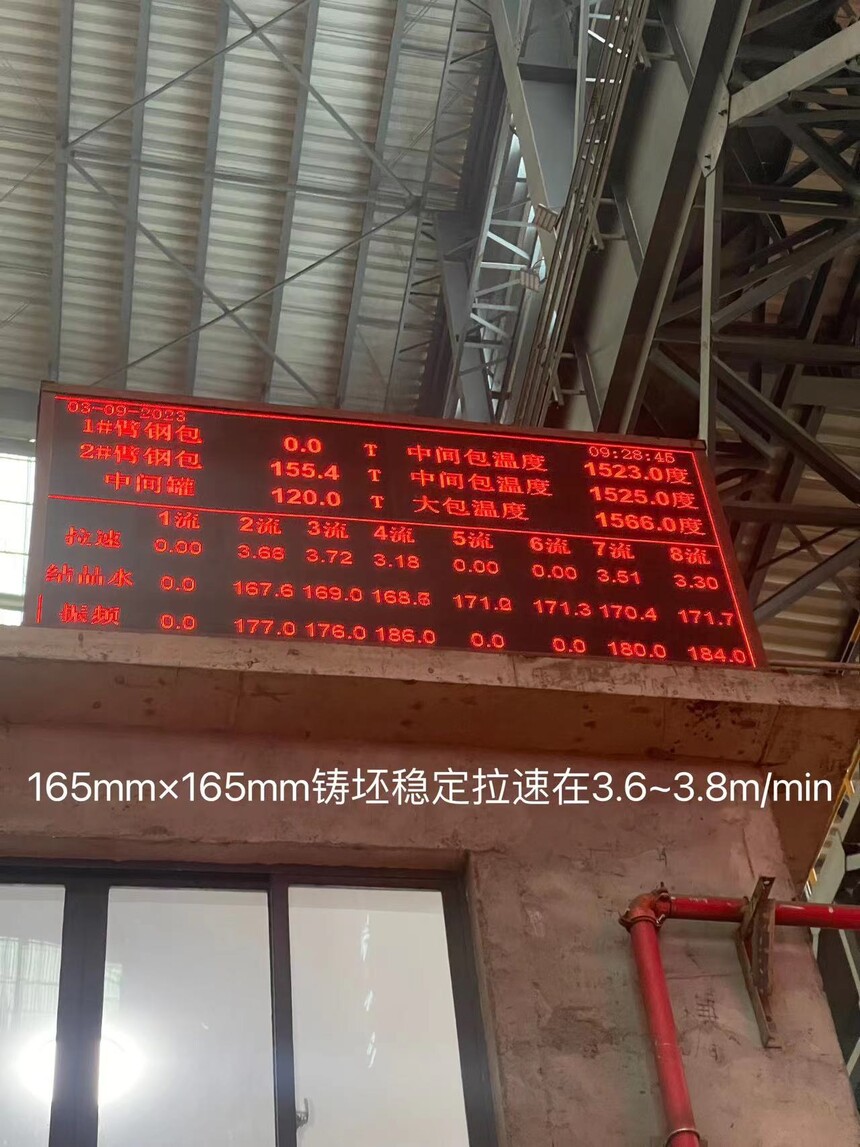 03-09-2023 09:28:45
1#臂钢包 0.0 T 中间包温度 1523.0度
2#臂钢包 155.4 T 中间包温度 1525.0度
中间罐 120.0 T 大包温度 1566.0度
1流 2流 3流 4流 5流 6流 7流 8流
拉速 0.00 3.66 3.72 3.18 0.00 0.00 3.51 3.30
结晶水 0.0 167.6 169.0 168.6 171.2 171.3 170.4 171.7
振频 0.0 177.0 176.0 186.0 0.0 0.0 180.0 184.0
165mm×165mm铸坯稳定拉速在3.6~3.8m/min